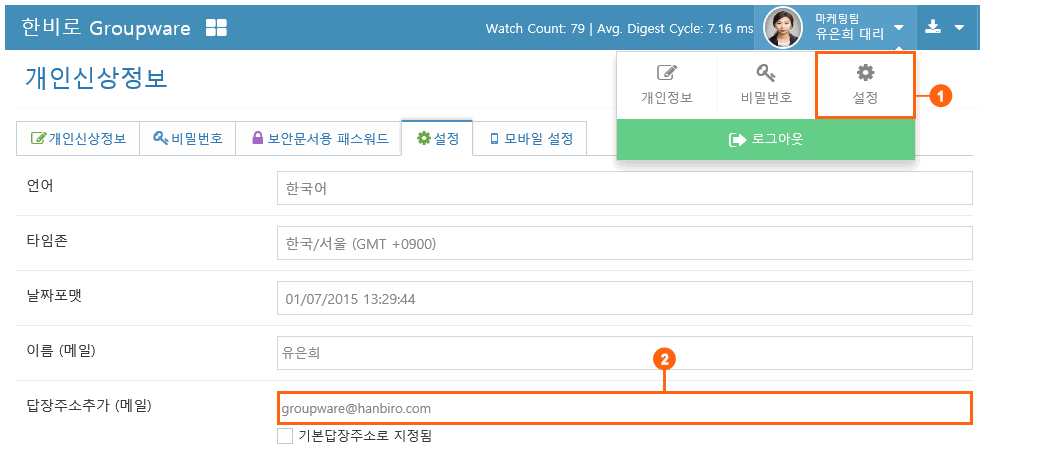 한비로 Groupware
Watch Count: 79 | Avg. Digest Cycle: 7.16 ms
마케팅팀
유은희 대리
개인신상정보
개인정보
비밀번호
설정
1
로그아웃
개인신상정보
비밀번호
보안문서용 패스워드
설정
모바일 설정
언어
한국어
타임존
한국/서울 (GMT +0900)
날짜포맷
01/07/2015 13:29:44
이름 (메일)
유은희
2
답장주소추가 (메일)
groupware@hanbiro.com
기본답장주소로 지정됨